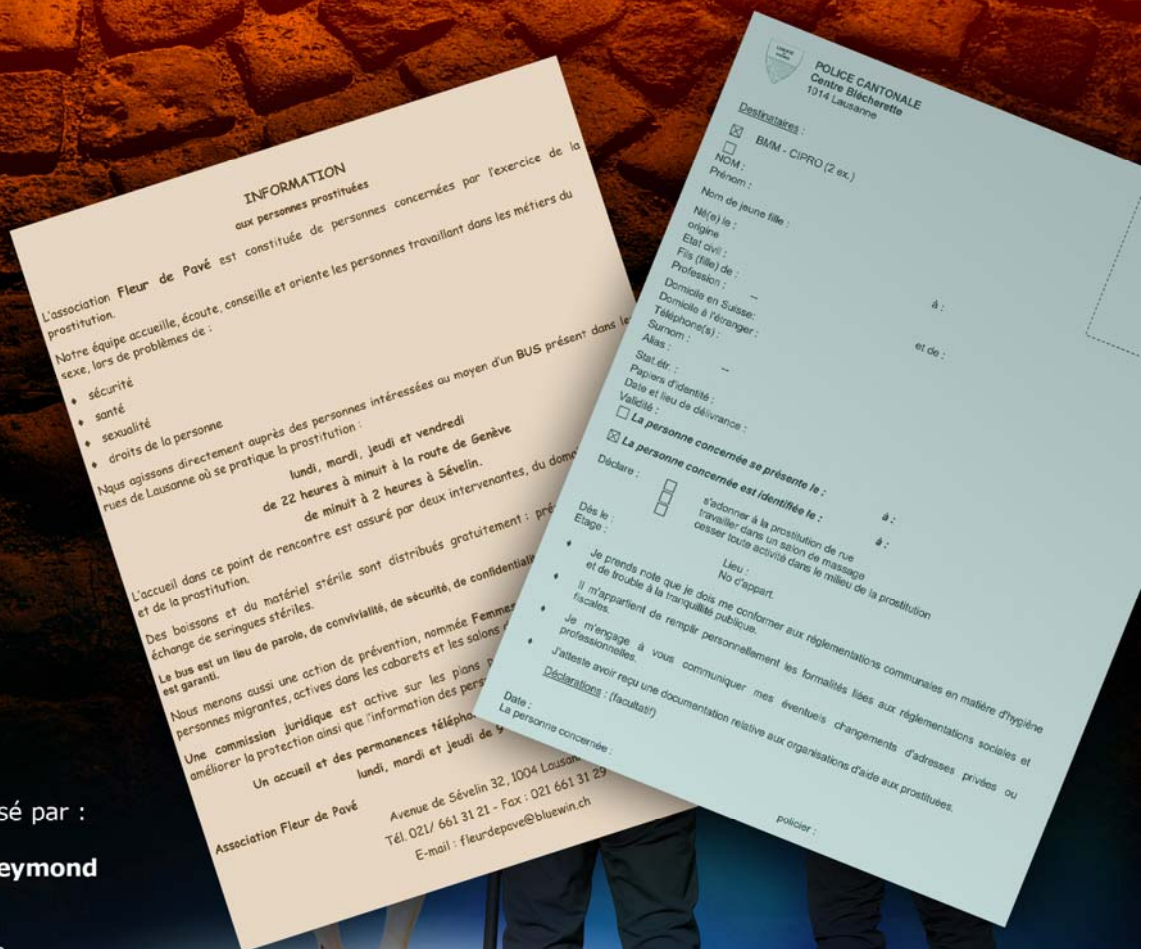 INFORMATION
aux personnes prostituées
L'association Fleur de Pavé est constituée de personnes concernées par l'exercice de la
prostitution.
Notre équipe accueille, écoute, conseille et oriente les personnes travaillant dans les métiers du
sexe, lors de problèmes de :
♦ sécurité
♦ santé
♦ sexualité
♦ droits de la personne
Nous agissons directement auprès des personnes intéressées au moyen d'un BUS présent dans les
rues de Lausanne où se pratique la prostitution :
lundi, mardi, jeudi et vendredi
de 22 heures à minuit à la route de Genève
de minuit à 2 heures à Sévelin.
L'accueil dans ce point de rencontre est assuré par deux intervenantes, du
et de la prostitution.
Des boissons et du matériel stérile sont distribués gratuitement :
échange de seringues stériles.
Le bus est un lieu de parole, de convivialité, de sécurité, de
est garanti.
Nous menons aussi une action de prévention, nommée Femmes
personnes migrantes, actives dans les cabarets et les salons
Une commission juridique est active sur les plans
améliorer la protection ainsi que l'information des
Un accueil et des permanences
lundi, mardi et jeudi de
Association Fleur de Pavé
Avenue de Sévelin 32, 1004
Tél. 021/ 661 31 21 - Fax : 021 661 31 29
E-mail : fleurdepave@bluewin.ch
POLICE CANTONALE
Centre Blécherette
1014 Lausanne
Destinataires :
☒ BMM - CIPRO (2 ex.)
☐
NOM :
Prénom :
Nom de jeune fille :
Né(e) le : à :
origine
Etat civil :
Fils (fille) de : et de :
Profession :
Domicile en Suisse:
Domicile à l'étranger :
Téléphone(s) :
Surnom :
Alias :
Stat.étr. :
Papiers d'identité :
Date et lieu de délivrance :
Validité :
☐ La personne concernée se présente le : à :
☒ La personne concernée est identifiée le : à :
Déclare : ☐ s'adonner à la prostitution de rue à :
☐ travailler dans un salon de massage
☐ cesser toute activité dans le milieu de la prostitution
Dès le : Lieu :
Etage : No d'appart.
♦ Je prends note que je dois me conformer aux réglementations communales en matière d'hygiène
et de trouble à la tranquillité publique.
♦ Il m'appartient de remplir personnellement les formalités liées aux réglementations sociales et
fiscales.
♦ Je m'engage à vous communiquer mes éventuels changements d'adresses privées ou
professionnelles.
♦ J'atteste avoir reçu une documentation relative aux organisations d'aide aux prostituées.
Déclarations : (facultatif)
Date :
La personne concernée :
policier :
par :